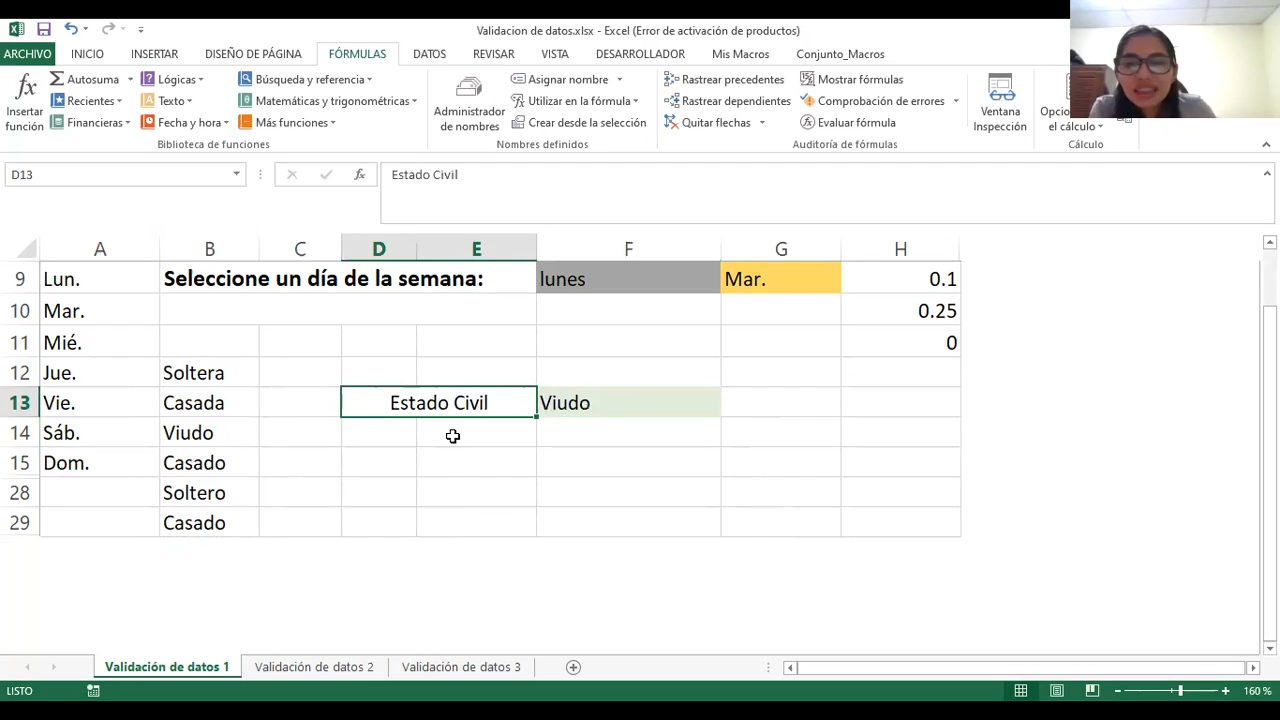 Validacion de datos.xlsx - Excel (Error de activación de productos)
ARCHIVO INICIO INSERTAR DISEÑO DE PÁGINA FÓRMULAS DATOS REVISAR VISTA DESARROLLADOR Mis Macros Conjunto_Macros
fx Insertar función
Autosuma
Recientes
Financieras
Lógicas
Texto
Fecha y hora
Búsqueda y referencia
Matemáticas y trigonométricas
Más funciones
Biblioteca de funciones
Administrador de nombres
Asignar nombre
Utilizar en la fórmula
Crear desde la selección
Nombres definidos
Rastrear precedentes
Rastrear dependientes
Quitar flechas
Mostrar fórmulas
Comprobación de errores
Evaluar fórmula
Auditoría de fórmulas
Ventana Inspección
el cálculo
Cálculo
D13 fx Estado Civil
A B C D E F G H
9 Lun. Seleccione un día de la semana: lunes Mar. 0.1
10 Mar. 0.25
11 Mié. 0
12 Jue. Soltera
13 Vie. Casada Estado Civil Viudo
14 Sáb. Viudo
15 Dom. Casado
28 Soltero
29 Casado
Validación de datos 1 Validación de datos 2 Validación de datos 3
LISTO 160 %